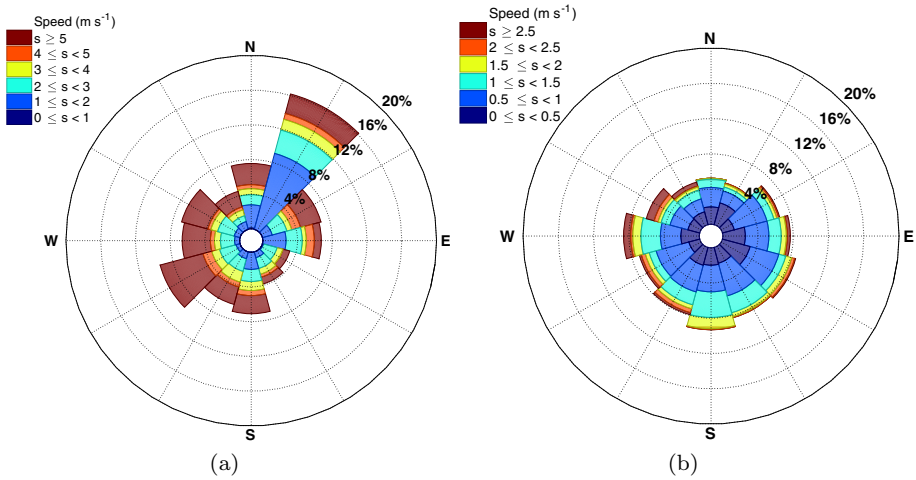 Speed (m s⁻¹)
s ≥ 5
4 ≤ s < 5
3 ≤ s < 4
2 ≤ s < 3
1 ≤ s < 2
0 ≤ s < 1
N
20%
16%
12%
8%
4%
W
E
S
(a)
Speed (m s⁻¹)
s ≥ 2.5
2 ≤ s < 2.5
1.5 ≤ s < 2
1 ≤ s < 1.5
0.5 ≤ s < 1
0 ≤ s < 0.5
N
20%
16%
12%
8%
4%
W
E
S
(b)